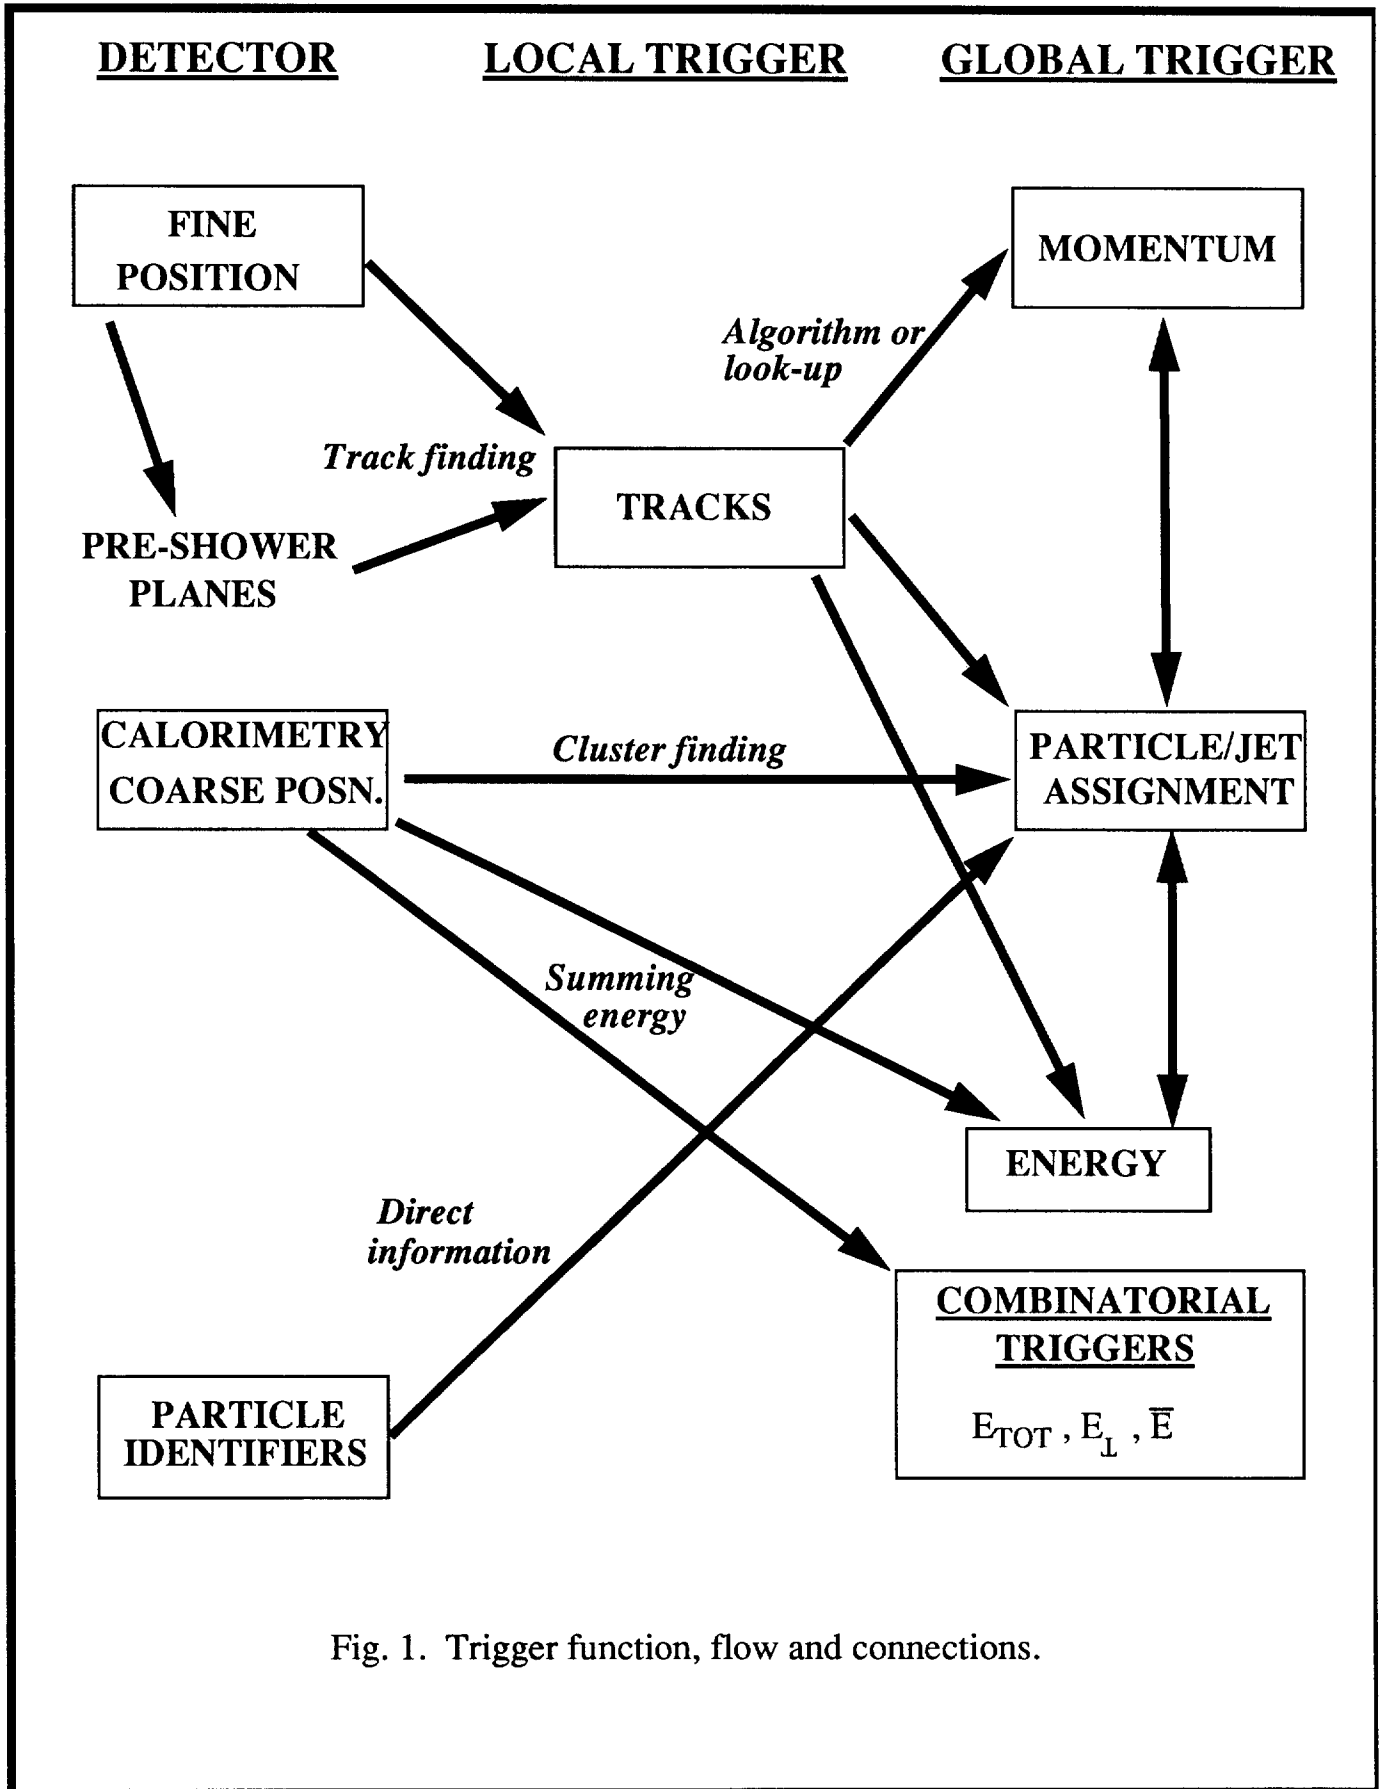 DETECTOR
LOCAL TRIGGER
GLOBAL TRIGGER
FINE
POSITION
MOMENTUM
Algorithm or
look-up
Track finding
TRACKS
PRE-SHOWER
PLANES
CALORIMETRY
COARSE POSN.
Cluster finding
PARTICLE/JET
ASSIGNMENT
Summing
energy
ENERGY
Direct
information
COMBINATORIAL
TRIGGERS
E_TOT , E_⊥ , E̅
PARTICLE
IDENTIFIERS
Fig. 1. Trigger function, flow and connections.